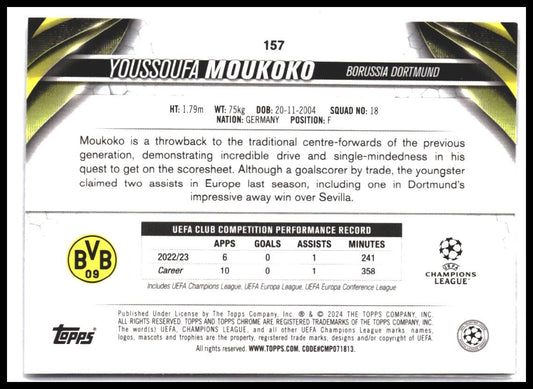 157
YOUSSOUFA MOUKOKO BORUSSIA DORTMUND
HT: 1.79m WT: 75kg DOB: 20-11-2004 SQUAD NO: 18
NATION: GERMANY POSITION: F
Moukoko is a throwback to the traditional centre-forwards of the previous
generation, demonstrating incredible drive and single-mindedness in his
quest to get on the scoresheet. Although a goalscorer by trade, the youngster
claimed two assists in Europe last season, including one in Dortmund's
impressive away win over Sevilla.
UEFA CLUB COMPETITION PERFORMANCE RECORD
APPS GOALS ASSISTS MINUTES
2022/23 6 0 1 241
Career 10 0 1 358
Includes UEFA Champions League, UEFA Europa League, UEFA Europa Conference League
BVB
09
UEFA
CHAMPIONS
LEAGUE
Topps
Published Under License by The Topps Company, Inc. ® & © 2024 THE TOPPS COMPANY, INC.
ALL RIGHTS RESERVED. TOPPS AND TOPPS CHROME ARE REGISTERED TRADEMARKS OF THE TOPPS COMPANY, INC.
The word(s) UEFA, CHAMPIONS LEAGUE, and all other UEFA Champions League marks, names,
logos, mascots and trophy are the property, registered trade marks, designs and/or copyright of UEFA.
All rights reserved. WWW.TOPPS.COM. CODE#CMP071813.